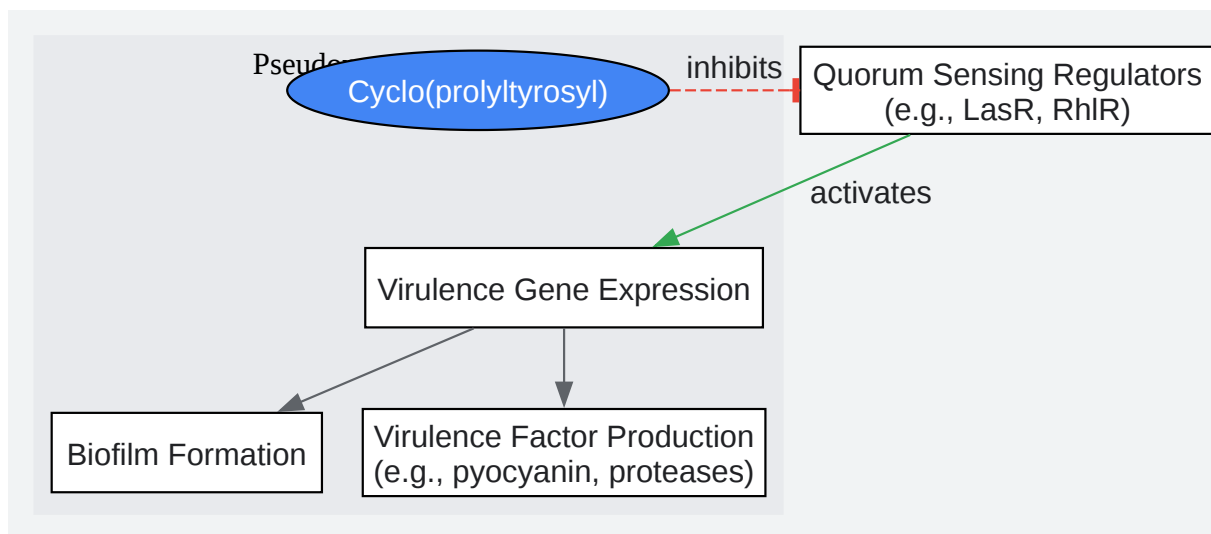 Cyclo(prolyltyrosyl)
inhibits
Quorum Sensing Regulators
(e.g., LasR, RhlR)
activates
Virulence Gene Expression
Biofilm Formation
Virulence Factor Production
(e.g., pyocyanin, proteases)